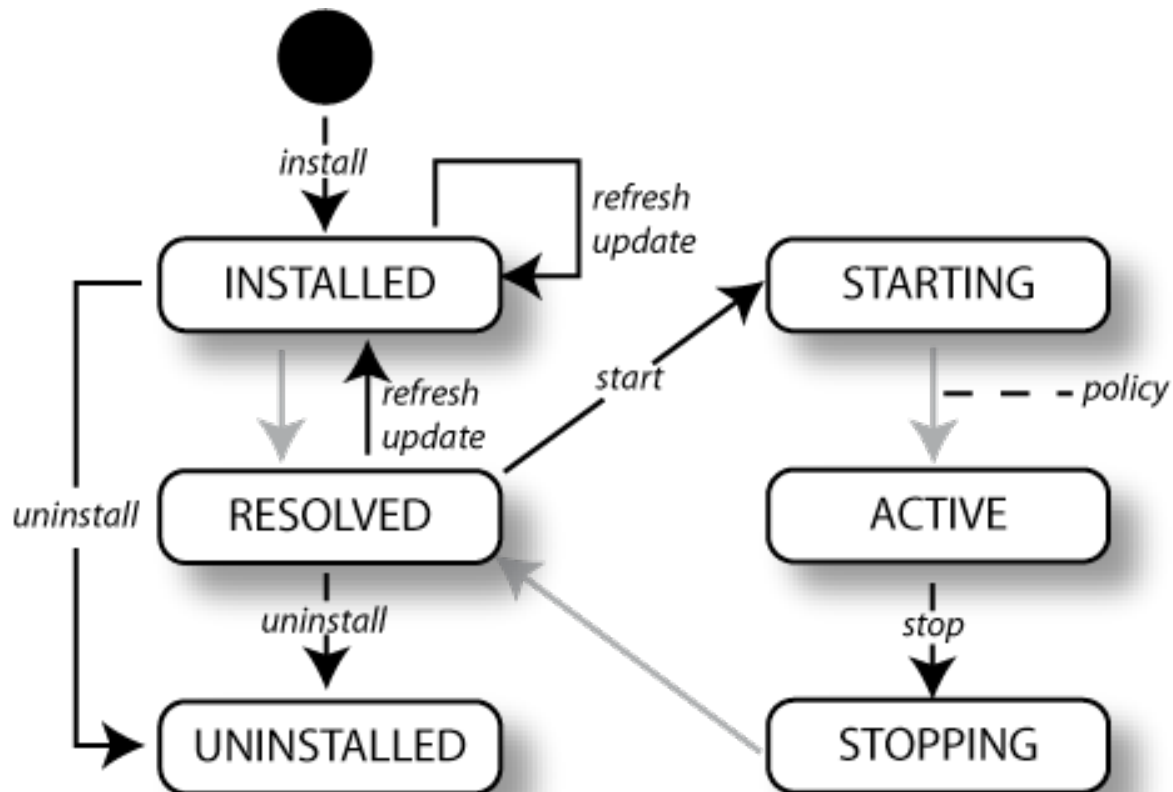 install
refresh
update
INSTALLED
STARTING
refresh
update
start
policy
uninstall
RESOLVED
ACTIVE
uninstall
stop
UNINSTALLED
STOPPING